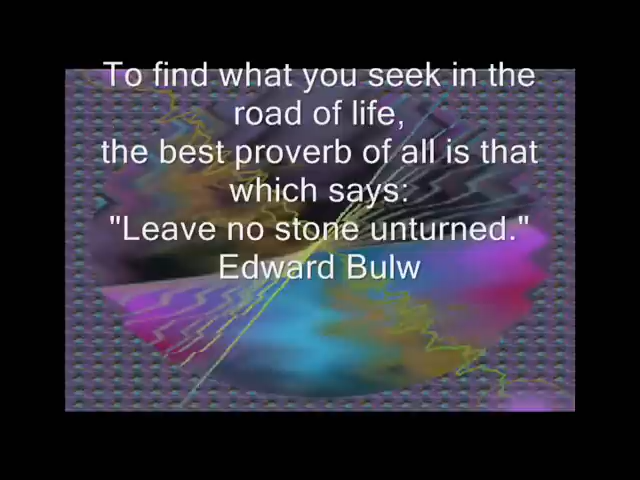 To find what you seek in the
road of life,
the best proverb of all is that
which says:
"Leave no stone unturned."
Edward Bulw